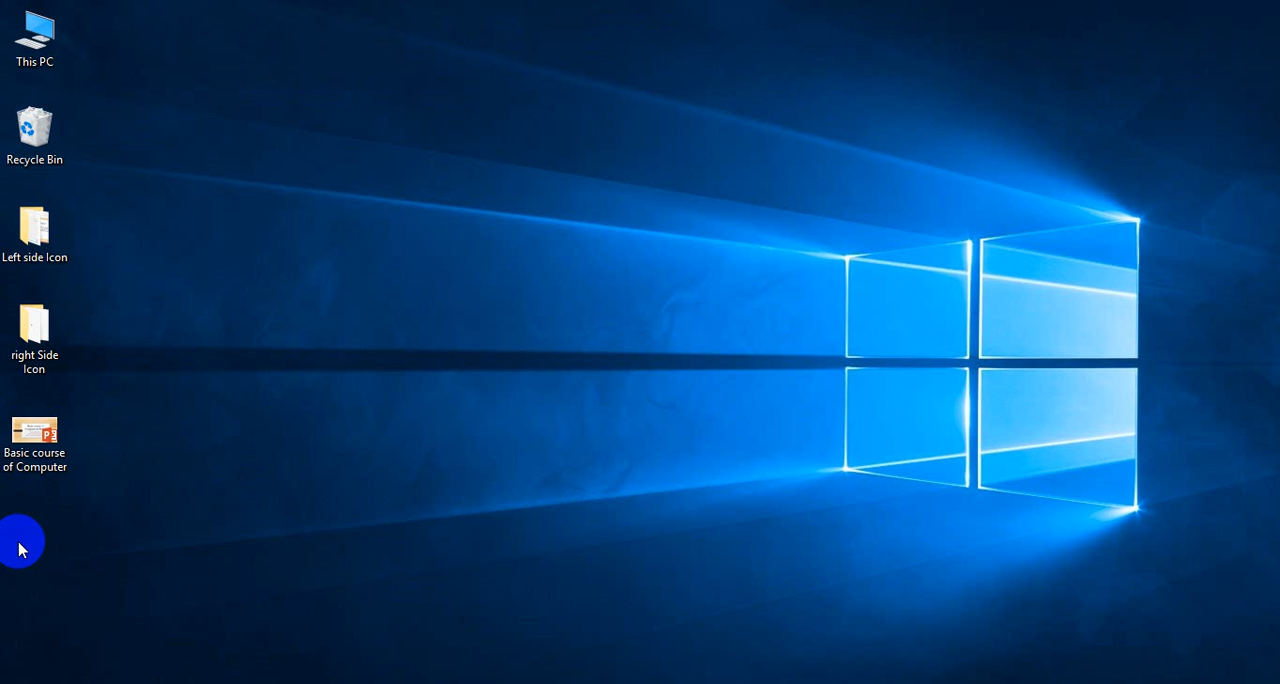 This PC
Recycle Bin
Left side Icon
right Side
Icon
Basic course
of Computer